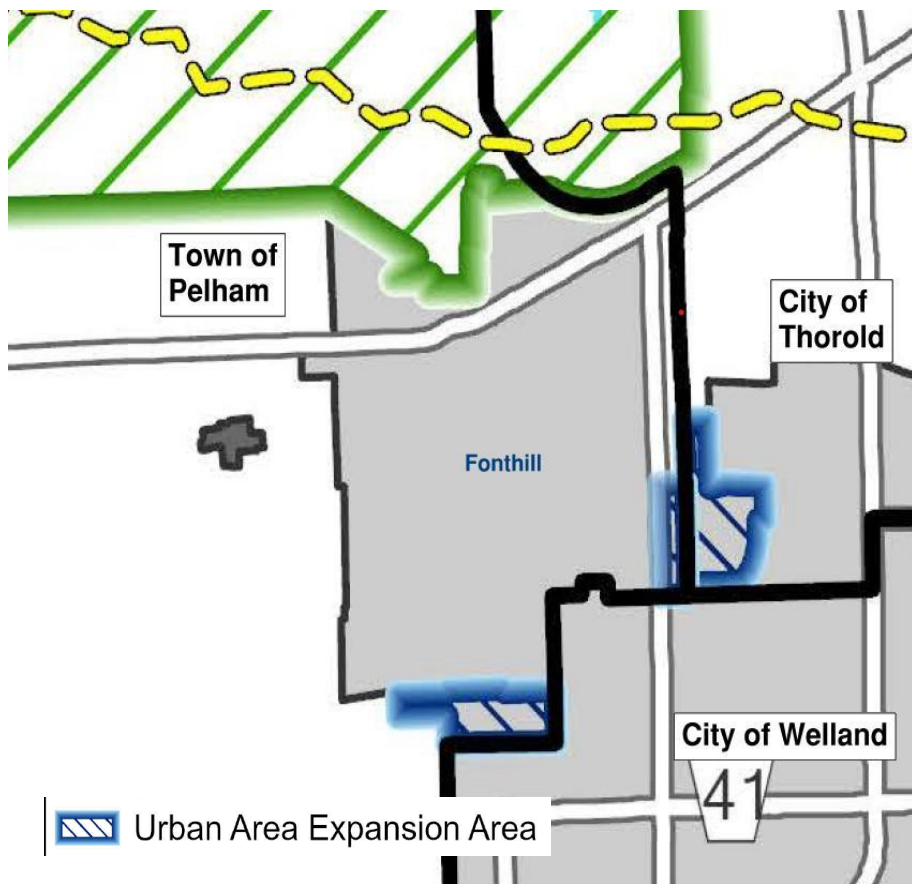 Town of
Pelham
City of
Thorold
Fonthill
City of Welland
41
Urban Area Expansion Area